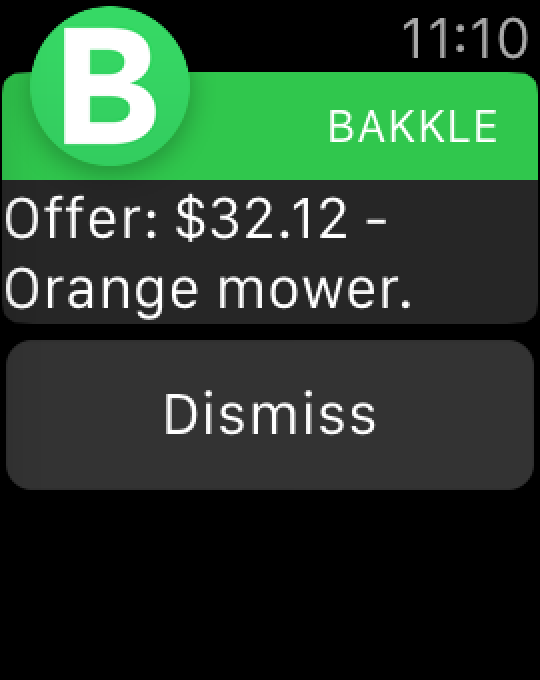 11:10
B
BAKKLE
Offer: $32.12 -
Orange mower.
Dismiss